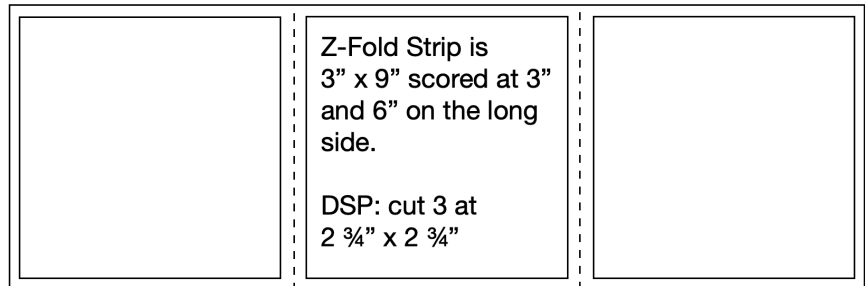 Z-Fold Strip is
3” x 9” scored at 3”
and 6” on the long
side.
DSP: cut 3 at
2 ¾” x 2 ¾”